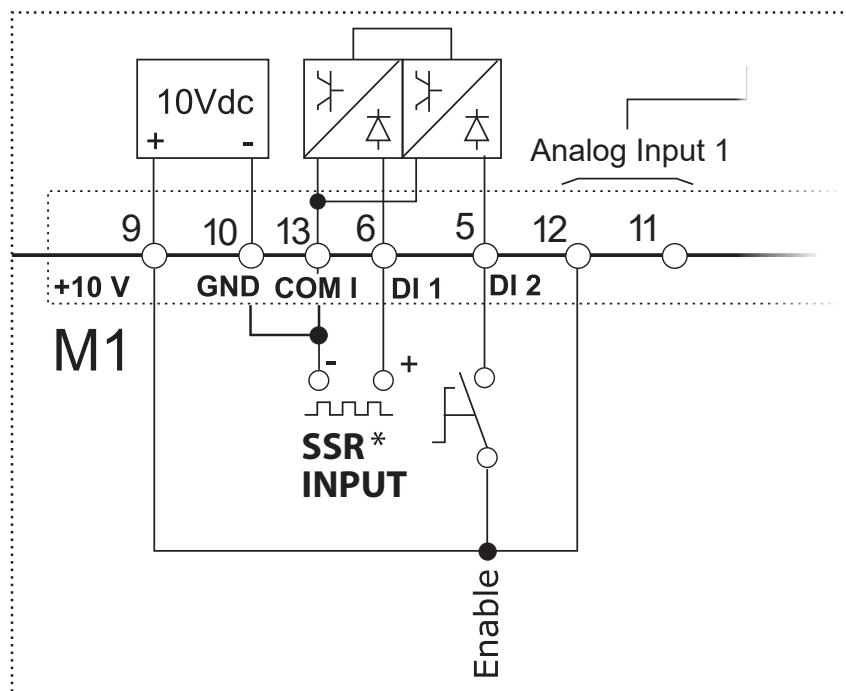 10Vdc
+ -
Analog Input 1
9 10 13 6 5 12 11
+10 V GND COM I DI 1 DI 2
M1
- +
SSR*
INPUT
Enable